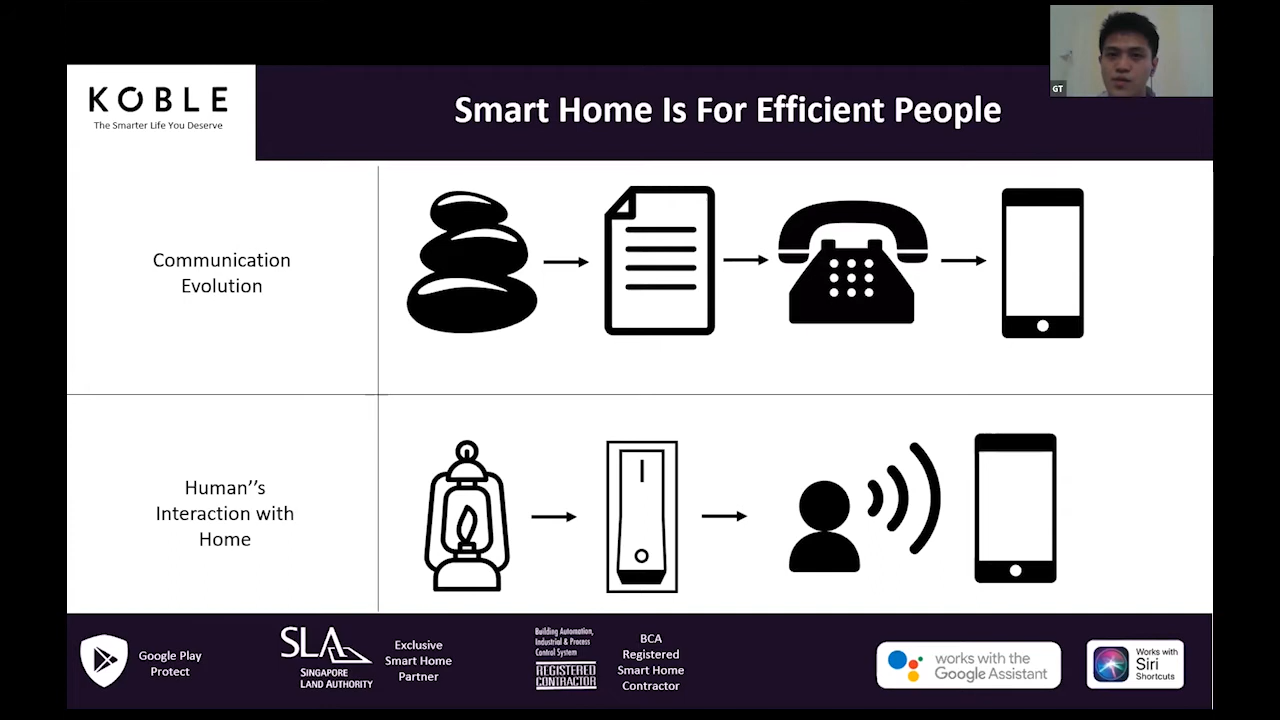 KOBLE
The Smarter Life You Deserve
Smart Home Is For Efficient People
GT
Communication
Evolution
Human’’s
Interaction with
Home
Google Play
Protect
SLA
SINGAPORE
LAND AUTHORITY
Exclusive
Smart Home
Partner
Building Automation,
Industrial & Process
Control System
REGISTERED
CONTRACTOR
BCA
Registered
Smart Home
Contractor
works with the
Google Assistant
Works with
Siri
Shortcuts